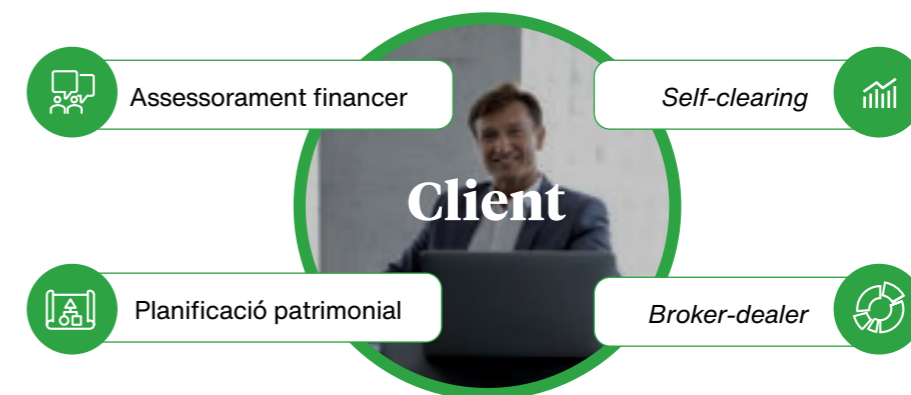 Assessorament financer
Self-clearing
Client
Planificació patrimonial
Broker-dealer